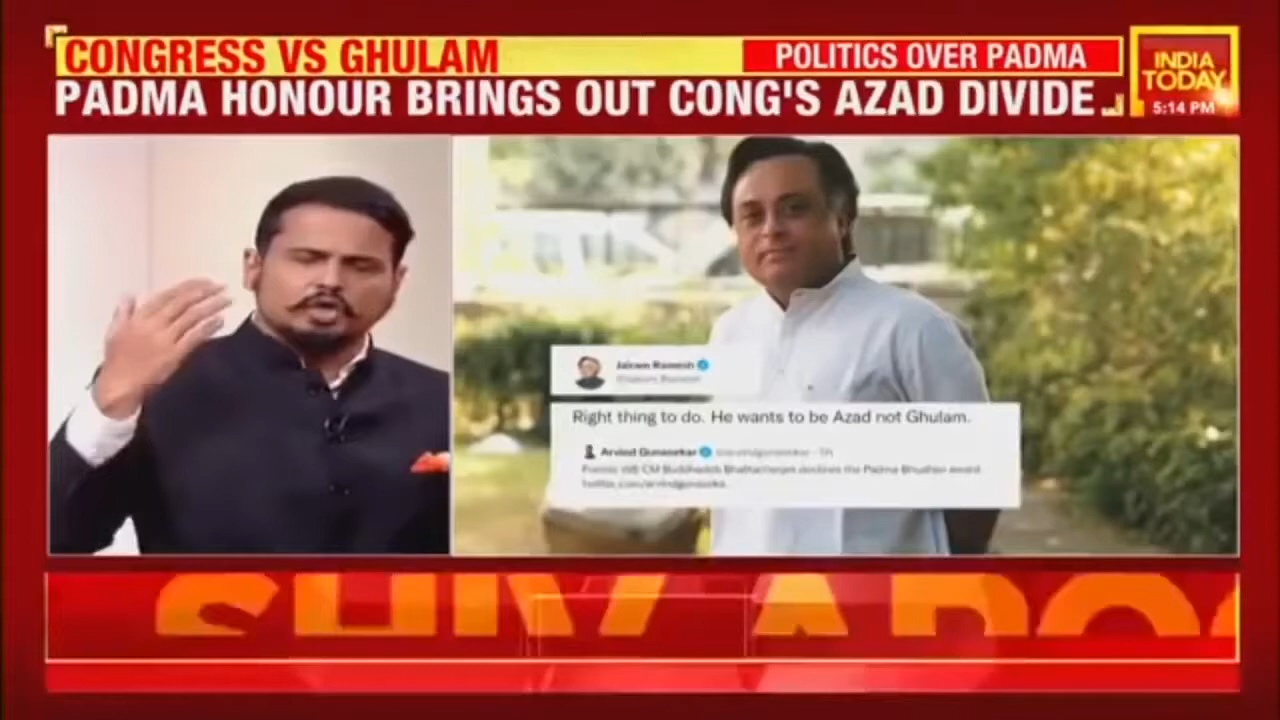 CONGRESS VS GHULAM
POLITICS OVER PADMA
INDIA
TODAY
5:14 PM
PADMA HONOUR BRINGS OUT CONG'S AZAD DIVIDE
Jairam Ramesh
Right thing to do. He wants to be Azad not Ghulam.
Arvind Gunasekar
Former WB CM Buddhadeb Bhattacharjee declines the Padma Bhushan award.